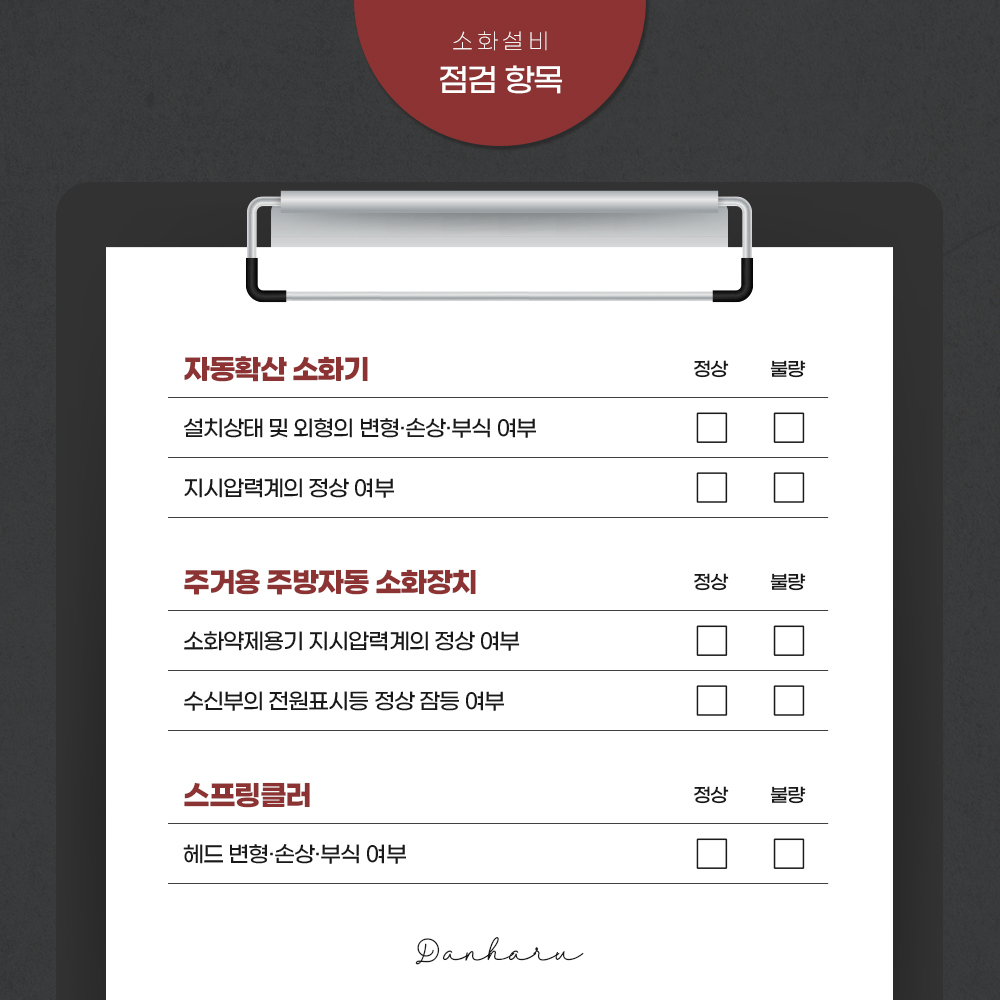 소화설비
점검 항목
자동확산 소화기 정상 불량
설치상태 및 외형의 변형·손상·부식 여부
지시압력계의 정상 여부
주거용 주방자동 소화장치 정상 불량
소화약제용기 지시압력계의 정상 여부
수신부의 전원표시등 정상 잠등 여부
스프링클러 정상 불량
헤드 변형·손상·부식 여부
Danharu